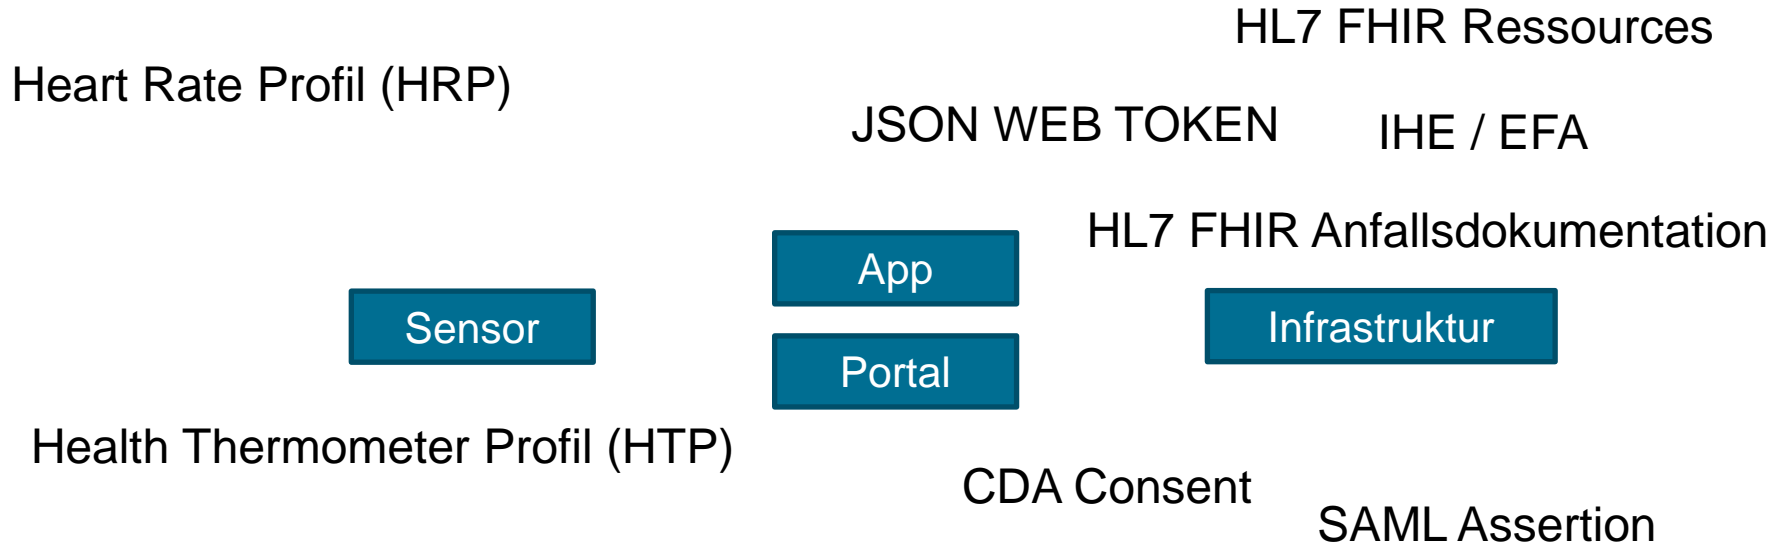 HL7 FHIR Ressources
Heart Rate Profil (HRP)
JSON WEB TOKEN
IHE / EFA
HL7 FHIR Anfallsdokumentation
App
Sensor
Infrastruktur
Portal
Health Thermometer Profil (HTP)
CDA Consent
SAML Assertion